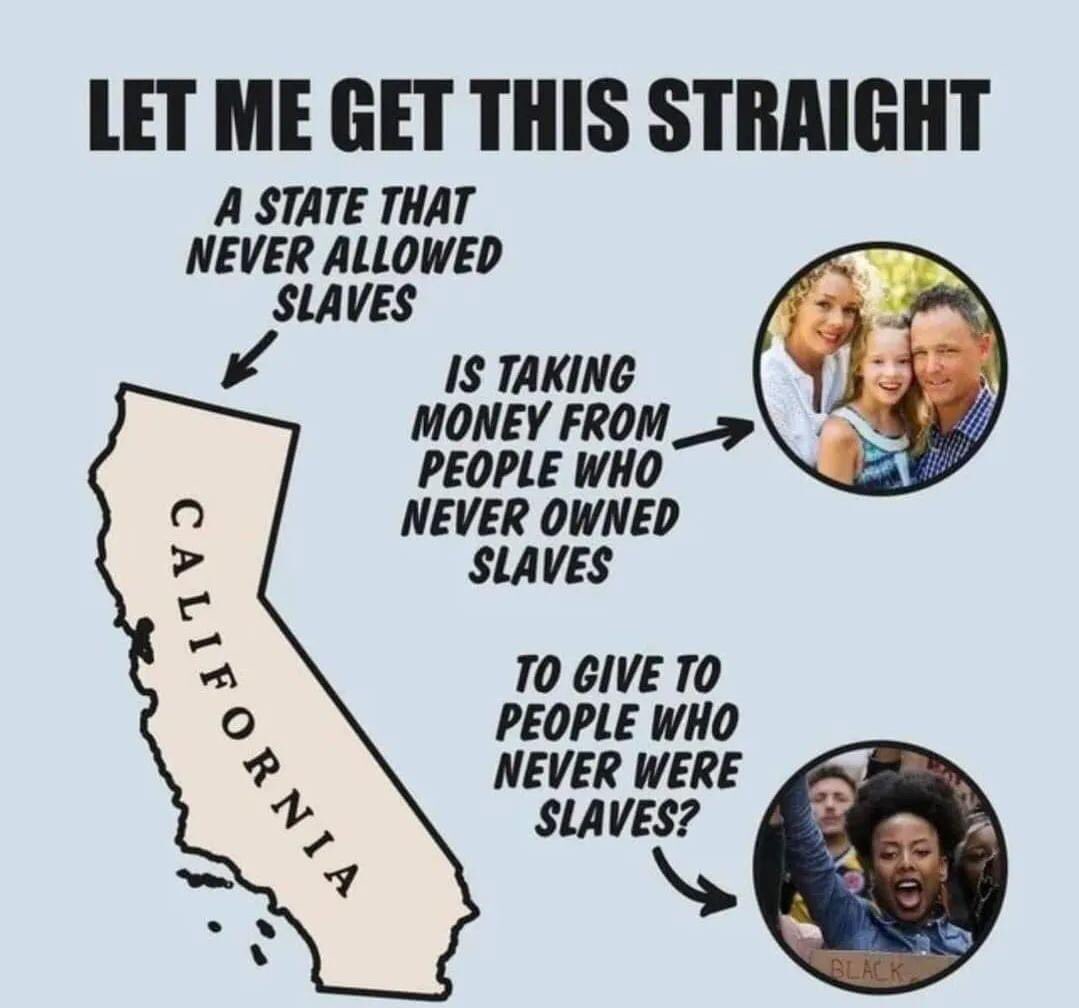 LET ME GET THIS STRAIGHT
A STATE THAT
NEVER ALLOWED
SLAVES
IS TAKING
MONEY FROM
PEOPLE WHO
NEVER OWNED
SLAVES
CALIFORNIA
TO GIVE TO
PEOPLE WHO
NEVER WERE
SLAVES?
BLACK